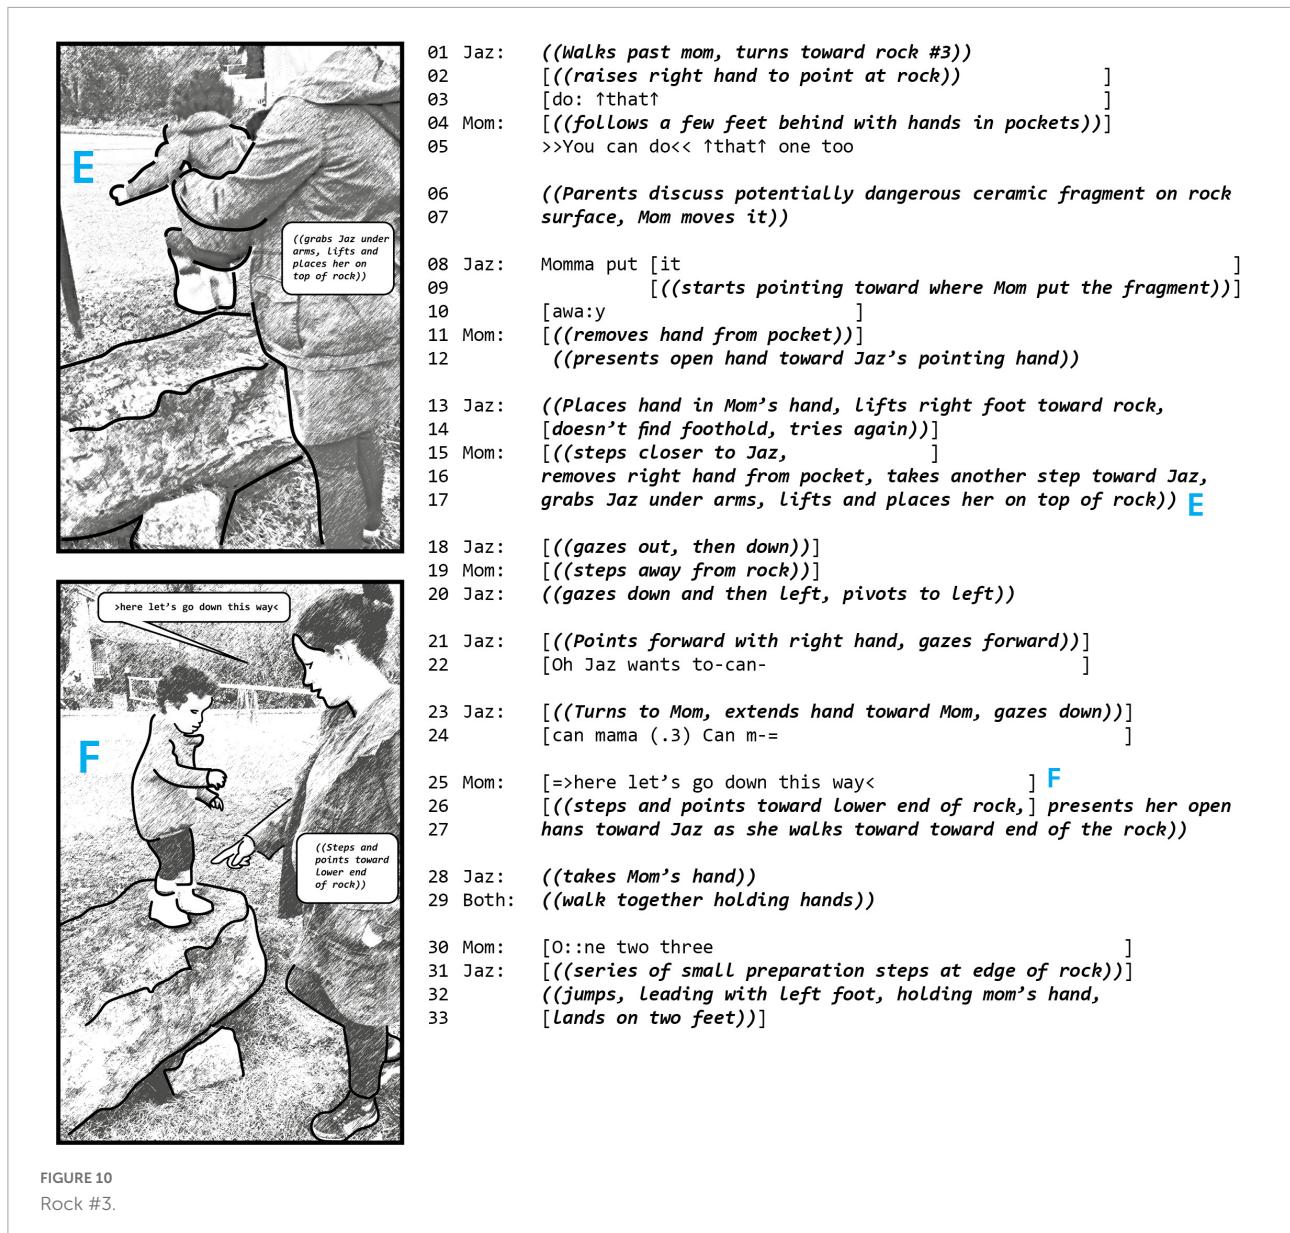 E
((grabs Jaz under
arms, lifts and
places her on
top of rock))
>here let's go down this way<
F
((Steps and
points toward
lower end
of rock))
01 Jaz: ((Walks past mom, turns toward rock #3))
02 [((raises right hand to point at rock)) ]
03 [do: ↑that↑ ]
04 Mom: [((follows a few feet behind with hands in pockets))]
05 >>You can do<< ↑that↑ one too
06 ((Parents discuss potentially dangerous ceramic fragment on rock
07 surface, Mom moves it))
08 Jaz: Momma put [it ]
09 [((starts pointing toward where Mom put the fragment))]
10 [awa:y ]
11 Mom: [((removes hand from pocket))]
12 ((presents open hand toward Jaz's pointing hand))
13 Jaz: ((Places hand in Mom's hand, lifts right foot toward rock,
14 [doesn't find foothold, tries again))]
15 Mom: [((steps closer to Jaz, ]
16 removes right hand from pocket, takes another step toward Jaz,
17 grabs Jaz under arms, lifts and places her on top of rock)) E
18 Jaz: [((gazes out, then down))]
19 Mom: [((steps away from rock))]
20 Jaz: ((gazes down and then left, pivots to left))
21 Jaz: [((Points forward with right hand, gazes forward))]
22 [Oh Jaz wants to-can- ]
23 Jaz: [((Turns to Mom, extends hand toward Mom, gazes down))]
24 [can mama (.3) Can m-= ]
25 Mom: [=>here let's go down this way< ] F
26 [((steps and points toward lower end of rock,] presents her open
27 hans toward Jaz as she walks toward toward end of the rock))
28 Jaz: ((takes Mom's hand))
29 Both: ((walk together holding hands))
30 Mom: [O::ne two three ]
31 Jaz: [((series of small preparation steps at edge of rock))]
32 ((jumps, leading with left foot, holding mom's hand,
33 [lands on two feet))]
FIGURE 10
Rock #3.